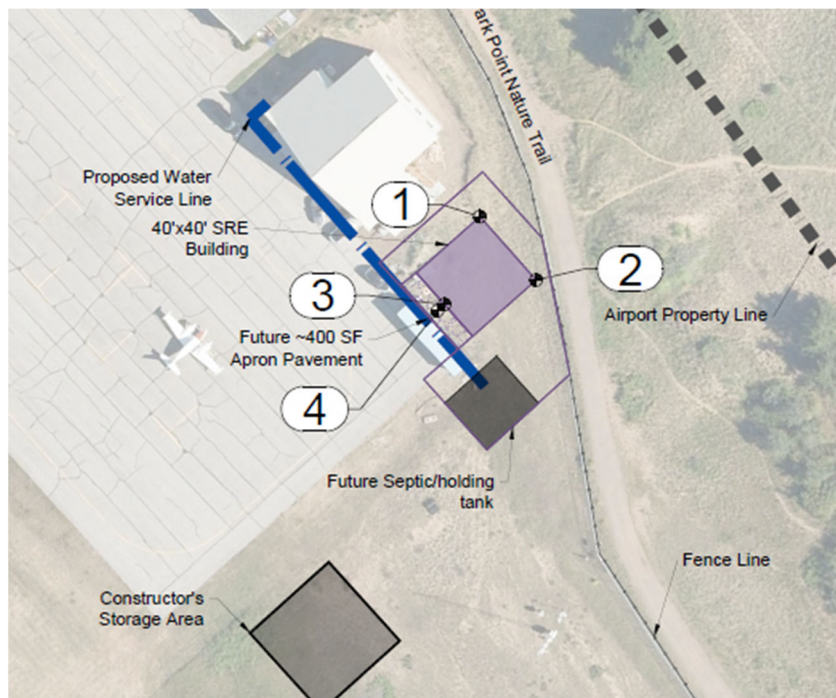 ark Point Nature Trail
Proposed Water
Service Line
1
40'x40' SRE
Building
2
3
Airport Property Line
Future ~400 SF
Apron Pavement
4
Future Septic/holding
tank
Fence Line
Constructor's
Storage Area